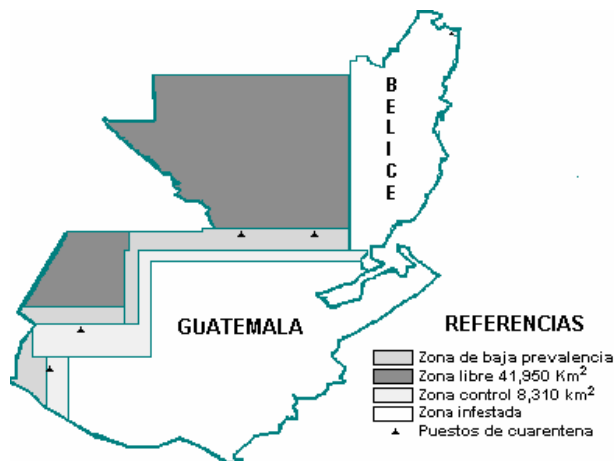 BELICE
GUATEMALA
REFERENCIAS
Zona de baja prevalencia
Zona libre 41,950 Km²
Zona control 8,310 km²
Zona infestada
Puestos de cuarentena